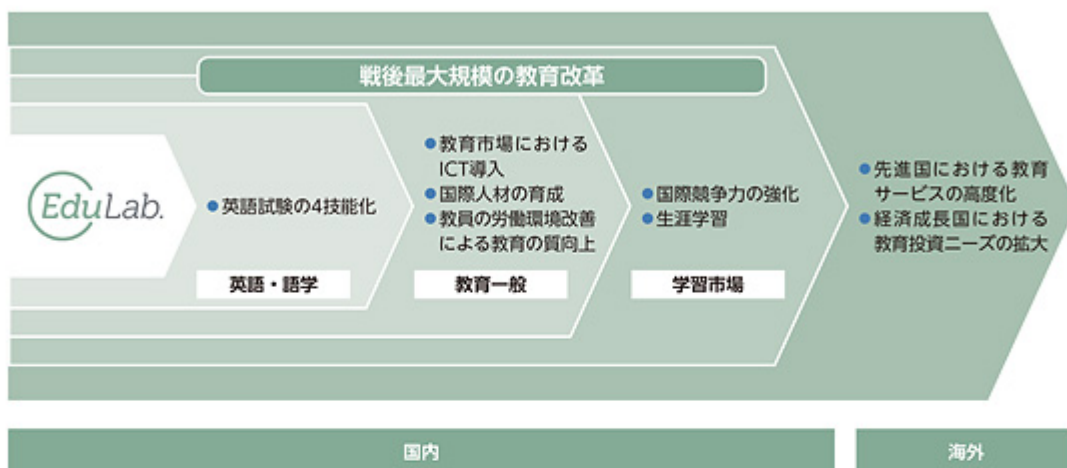 戦後最大規模の教育改革
EduLab.
●英語試験の4技能化
英語・語学
●教育市場における
ICT導入
●国際人材の育成
●教員の労働環境改善
による教育の質向上
教育一般
●国際競争力の強化
●生涯学習
学習市場
●先進国における教育
サービスの高度化
●経済成長国における
教育投資ニーズの拡大
国内
海外